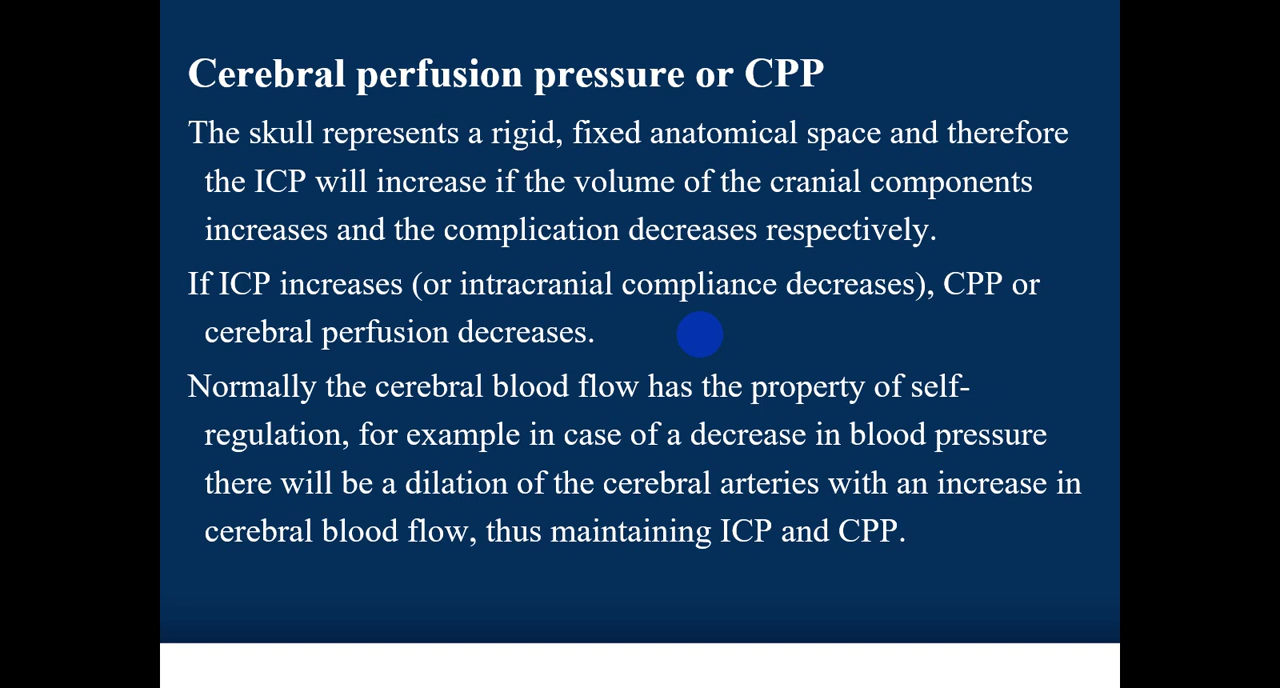 Cerebral perfusion pressure or CPP
The skull represents a rigid, fixed anatomical space and therefore
the ICP will increase if the volume of the cranial components
increases and the complication decreases respectively.
If ICP increases (or intracranial compliance decreases), CPP or
cerebral perfusion decreases.
Normally the cerebral blood flow has the property of self-
regulation, for example in case of a decrease in blood pressure
there will be a dilation of the cerebral arteries with an increase in
cerebral blood flow, thus maintaining ICP and CPP.